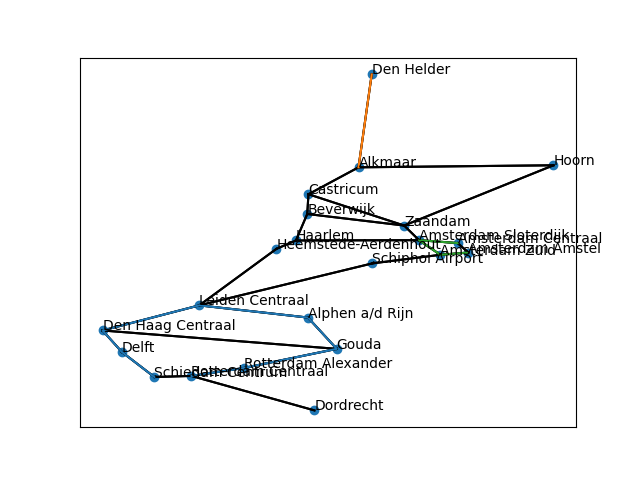 Den Helder
Alkmaar
Hoorn
Castricum
Beverwijk
Zaandam
Haarlem
Amsterdam Sloterdijk
Amsterdam Centraal
Heemstede-Aerdenhout
Amsterdam Amstel
Amsterdam Zuid
Schiphol Airport
Leiden Centraal
Alphen a/d Rijn
Den Haag Centraal
Gouda
Delft
Rotterdam Alexander
Rotterdam Centraal
Schiedam Centrum
Dordrecht